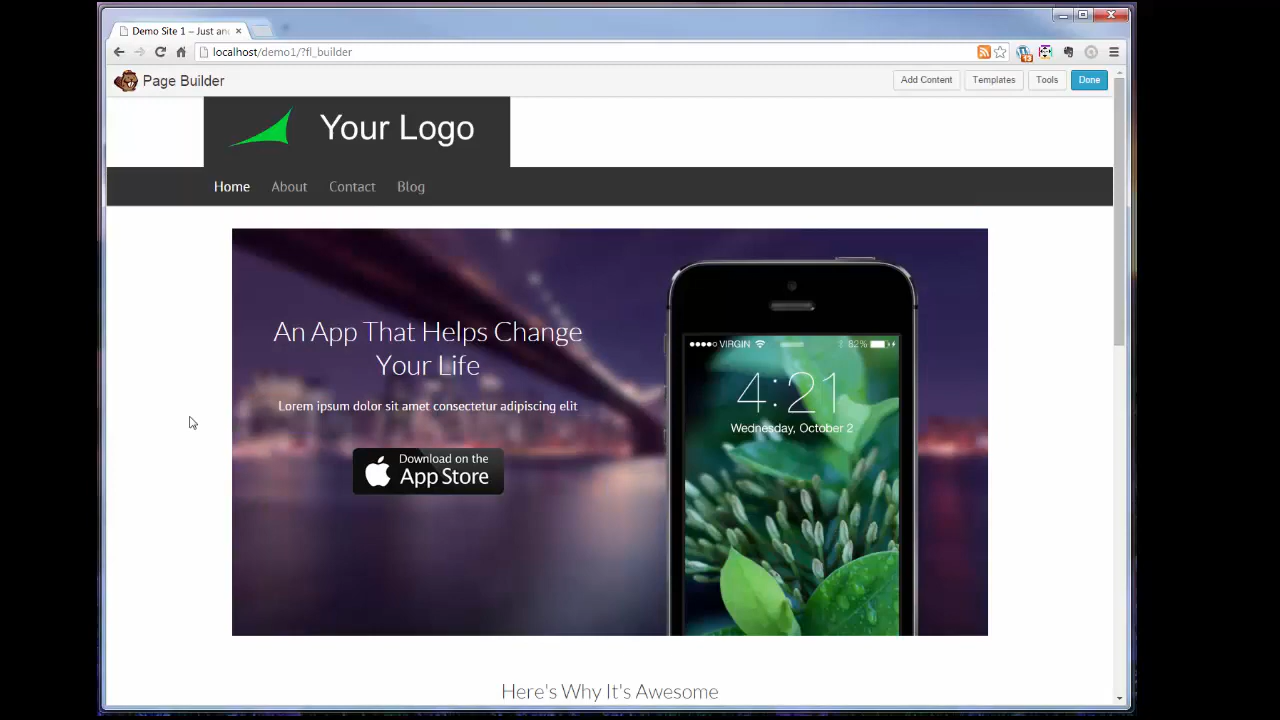 Demo Site 1 – Just an
localhost/demo1/?fl_builder
13
Page Builder
Add Content
Templates
Tools
Done
Your Logo
Home
About
Contact
Blog
An App That Helps Change
Your Life
Lorem ipsum dolor sit amet consectetur adipiscing elit
Download on the
App Store
VIRGIN
82%
4:21
Wednesday, October 2
Here's Why It's Awesome